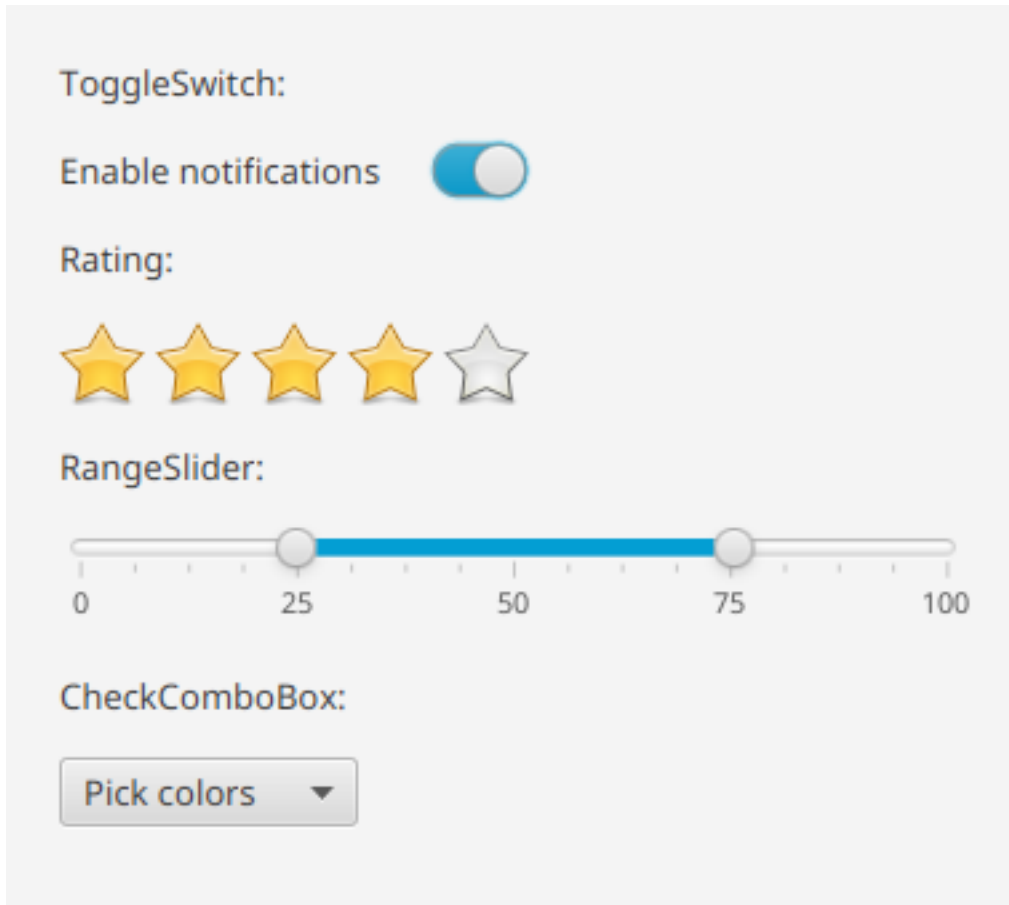 ToggleSwitch:
Enable notifications
Rating:
RangeSlider:
0 25 50 75 100
CheckComboBox:
Pick colors